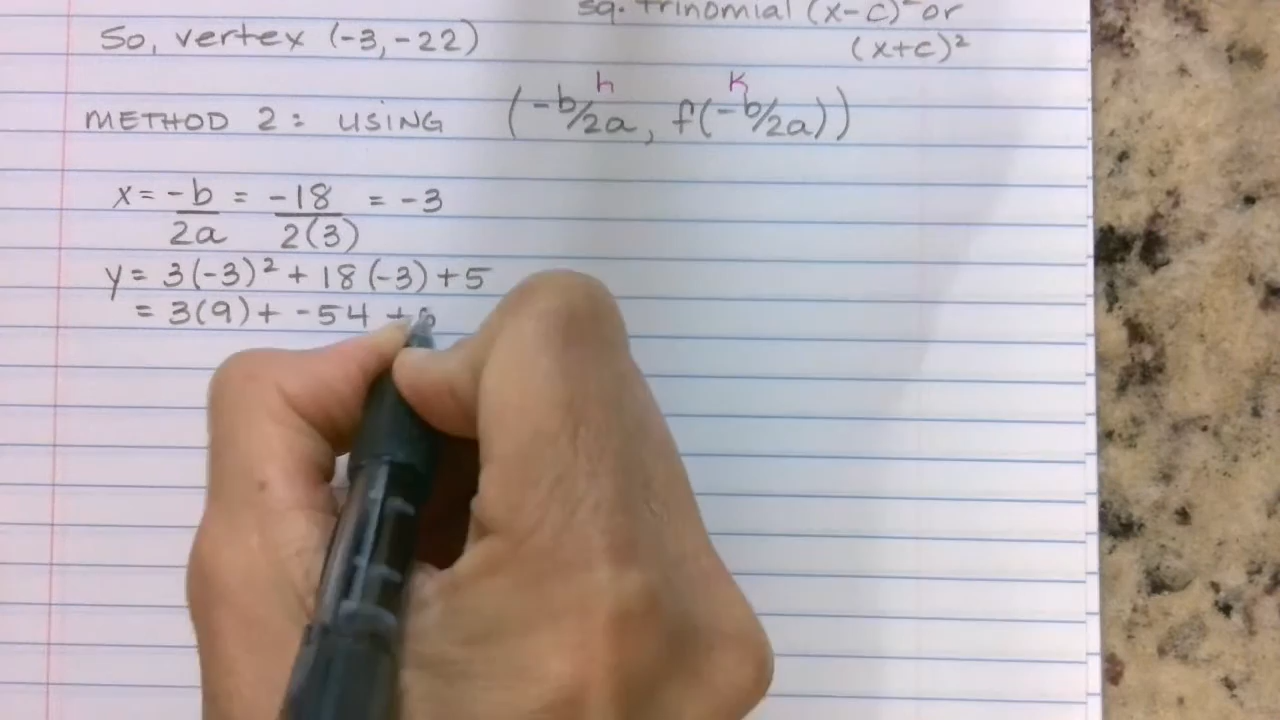 sq. trinomial (x-c)² or
(x+c)²
So, vertex (-3, -22)
h k
METHOD 2: USING (-b/2a, f(-b/2a))
x = -b/2a = -18/2(3) = -3
y = 3(-3)² + 18(-3) + 5
= 3(9) + -54 +